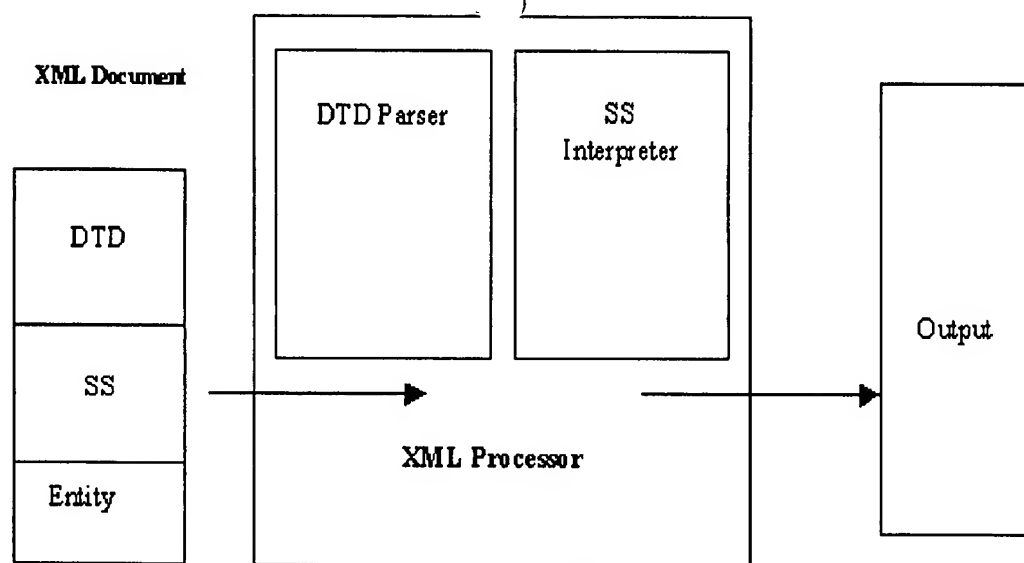 XML Document
DTD
SS
Entity
DTD Parser
SS
Interpreter
XML Processor
Output